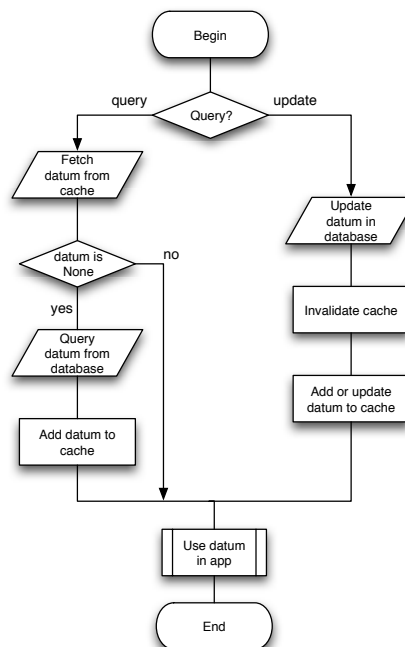 Begin
query
update
Query?
Fetch
datum from
cache
Update
datum in
database
datum is
None
no
yes
Invalidate cache
Query
datum from
database
Add or update
datum to cache
Add datum to
cache
Use datum
in app
End